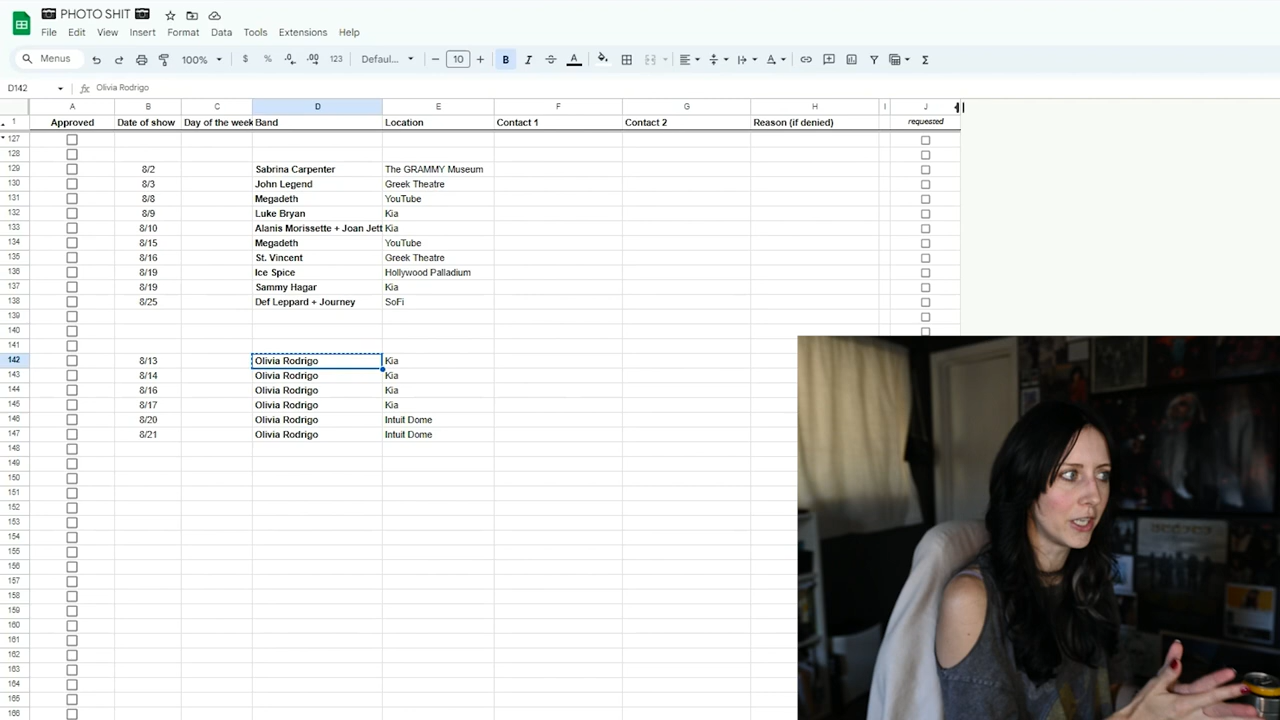 PHOTO SHIT
File Edit View Insert Format Data Tools Extensions Help
Menus 100% $ % .0 .00 123 Defaul... 10 B I A
D142 fx Olivia Rodrigo
A B C D E F G H I J
1 Approved Date of show Day of the week Band Location Contact 1 Contact 2 Reason (if denied) requested
127
128
129 8/2 Sabrina Carpenter The GRAMMY Museum
130 8/3 John Legend Greek Theatre
131 8/8 Megadeth YouTube
132 8/9 Luke Bryan Kia
133 8/10 Alanis Morissette + Joan Jett Kia
134 8/15 Megadeth YouTube
135 8/16 St. Vincent Greek Theatre
136 8/19 Ice Spice Hollywood Palladium
137 8/19 Sammy Hagar Kia
138 8/25 Def Leppard + Journey SoFi
139
140
141
142 8/13 Olivia Rodrigo Kia
143 8/14 Olivia Rodrigo Kia
144 8/16 Olivia Rodrigo Kia
145 8/17 Olivia Rodrigo Kia
146 8/20 Olivia Rodrigo Intuit Dome
147 8/21 Olivia Rodrigo Intuit Dome
148
149
150
151
152
153
154
155
156
157
158
159
160
161
162
163
164
165
166